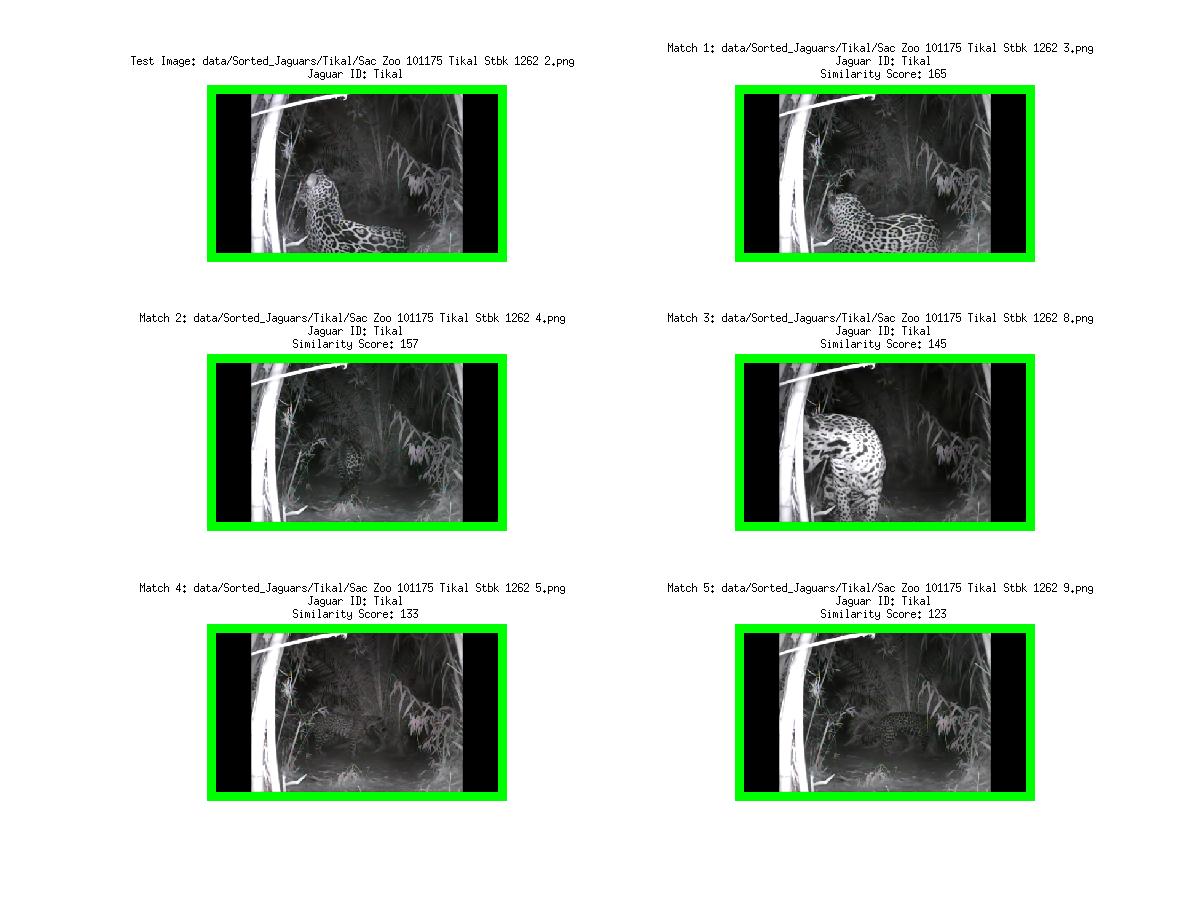 Test Image: data/Sorted_Jaguars/Tikal/Sac Zoo 101175 Tikal Stbk 1262 2.png
Jaguar ID: Tikal
Match 1: data/Sorted_Jaguars/Tikal/Sac Zoo 101175 Tikal Stbk 1262 3.png
Jaguar ID: Tikal
Similarity Score: 165
Match 2: data/Sorted_Jaguars/Tikal/Sac Zoo 101175 Tikal Stbk 1262 4.png
Jaguar ID: Tikal
Similarity Score: 157
Match 3: data/Sorted_Jaguars/Tikal/Sac Zoo 101175 Tikal Stbk 1262 8.png
Jaguar ID: Tikal
Similarity Score: 145
Match 4: data/Sorted_Jaguars/Tikal/Sac Zoo 101175 Tikal Stbk 1262 5.png
Jaguar ID: Tikal
Similarity Score: 133
Match 5: data/Sorted_Jaguars/Tikal/Sac Zoo 101175 Tikal Stbk 1262 9.png
Jaguar ID: Tikal
Similarity Score: 123